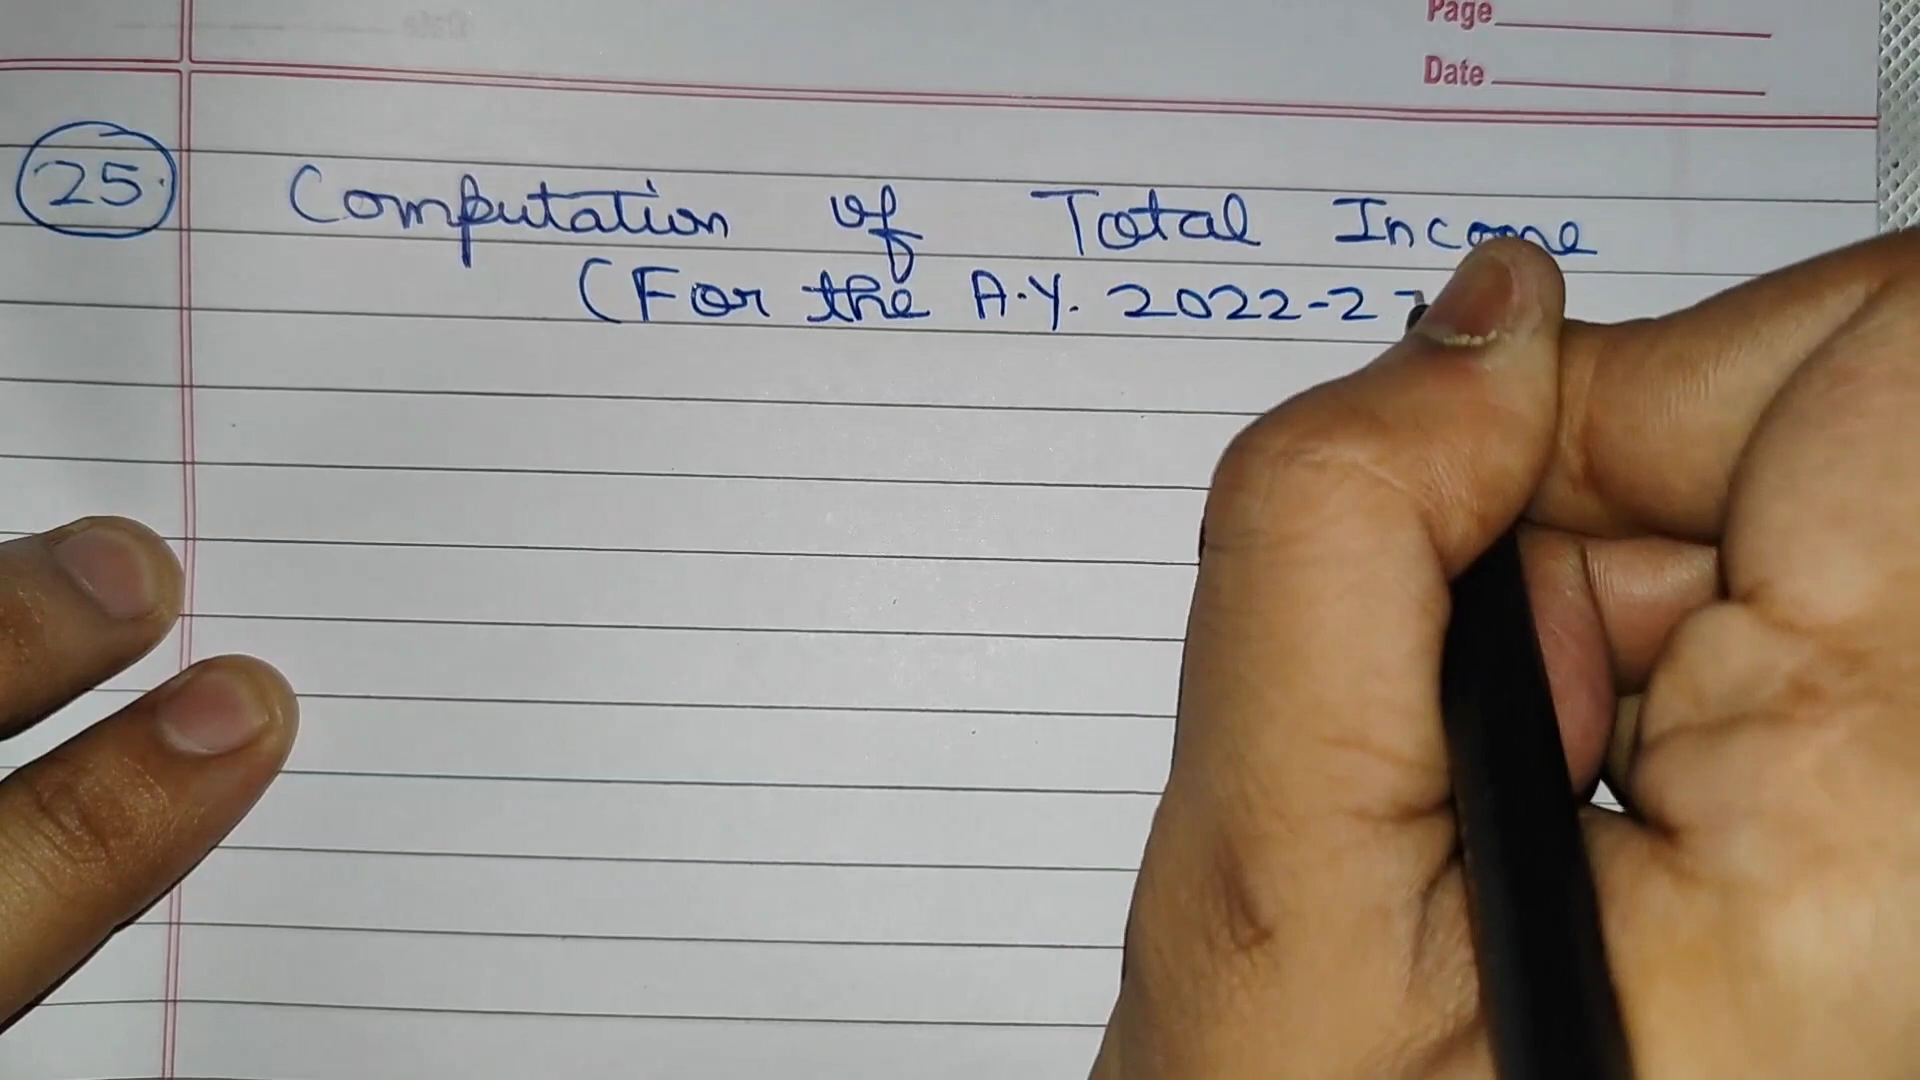 Page
Date
25.
Computation of Total Income
(For the A.Y. 2022-2